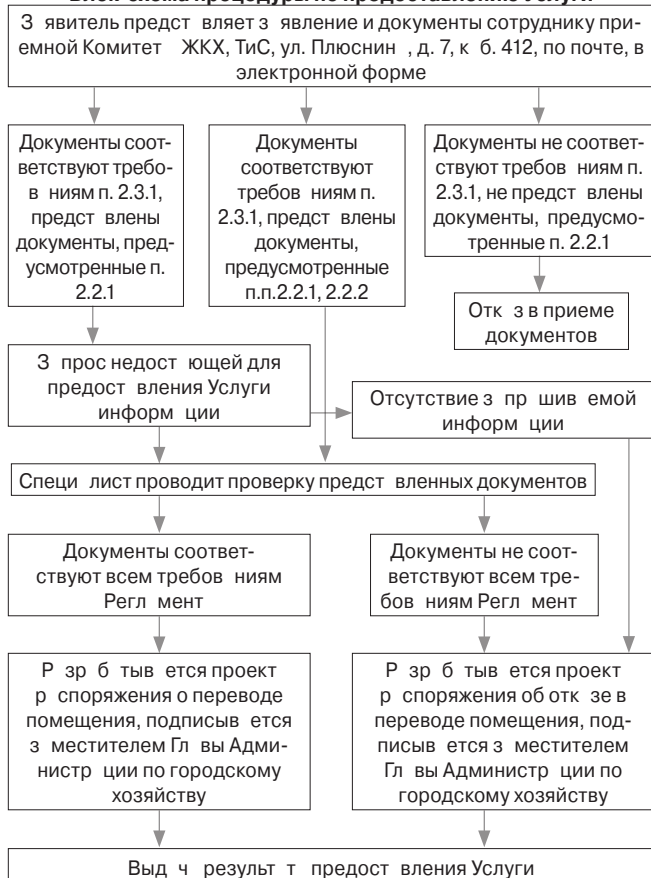 Блок-схема процедуры по предоставлению Услуги
З явитель предст вляет з явление и документы сотруднику при-
емной Комитет  ЖКХ, ТиС, ул. Плюснин , д. 7, к б. 412, по почте, в
электронной форме
Документы соот-
ветствуют требо-
в ниям п. 2.3.1,
предст влены
документы, пред-
усмотренные п.
2.2.1
Документы
соответствуют
требов ниям п.
2.3.1, предст влены
документы,
предусмотренные
п.п.2.2.1, 2.2.2
Документы не соответ-
ствуют требов ниям п.
2.3.1, не предст влены
документы, предусмо-
тренные п. 2.2.1
Отк з в приеме
документов
З прос недост ющей для
предост вления Услуги
информ ции
Отсутствие з пр шив емой
информ ции
Специ лист проводит проверку предст вленных документов
Документы соответ-
ствуют всем требов ниям
Регл мент
Документы не соот-
ветствуют всем тре-
бов ниям Регл мент
Р зр б тыв ется проект
р споряжения о переводе
помещения, подписыв ется
з местителем Гл вы Адми-
нистр ции по городскому
хозяйству
Р зр б тыв ется проект
р споряжения об отк зе в
переводе помещения, под-
писыв ется з местителем
Гл вы Администр ции по
городскому хозяйству
Выд ч  результ т  предост вления Услуги